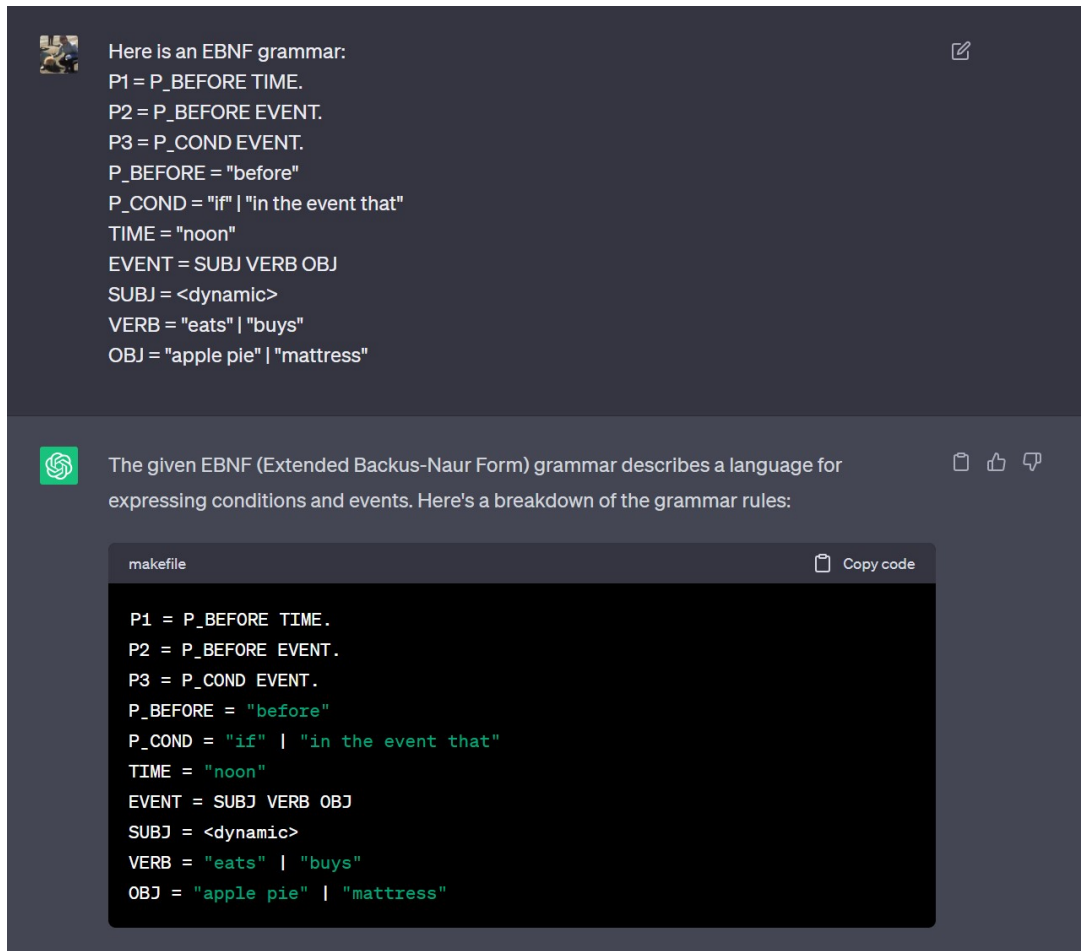 Here is an EBNF grammar:
P1 = P_BEFORE TIME.
P2 = P_BEFORE EVENT.
P3 = P_COND EVENT.
P_BEFORE = "before"
P_COND = "if" | "in the event that"
TIME = "noon"
EVENT = SUBJ VERB OBJ
SUBJ = <dynamic>
VERB = "eats" | "buys"
OBJ = "apple pie" | "mattress"
The given EBNF (Extended Backus-Naur Form) grammar describes a language for
expressing conditions and events. Here's a breakdown of the grammar rules:
makefile
Copy code
P1 = P_BEFORE TIME.
P2 = P_BEFORE EVENT.
P3 = P_COND EVENT.
P_BEFORE = "before"
P_COND = "if" | "in the event that"
TIME = "noon"
EVENT = SUBJ VERB OBJ
SUBJ = <dynamic>
VERB = "eats" | "buys"
OBJ = "apple pie" | "mattress"